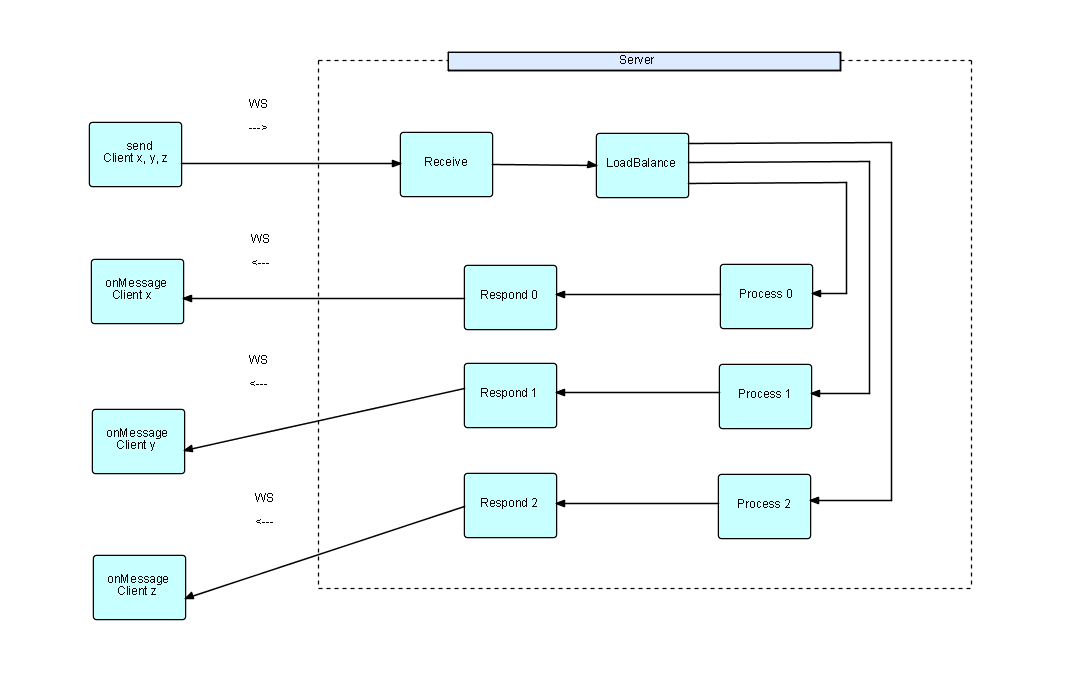 Server
WS
--->
send
Client x, y, z
Receive
LoadBalance
WS
<---
onMessage
Client x
Respond 0
Process 0
WS
<---
onMessage
Client y
Respond 1
Process 1
WS
<---
onMessage
Client z
Respond 2
Process 2